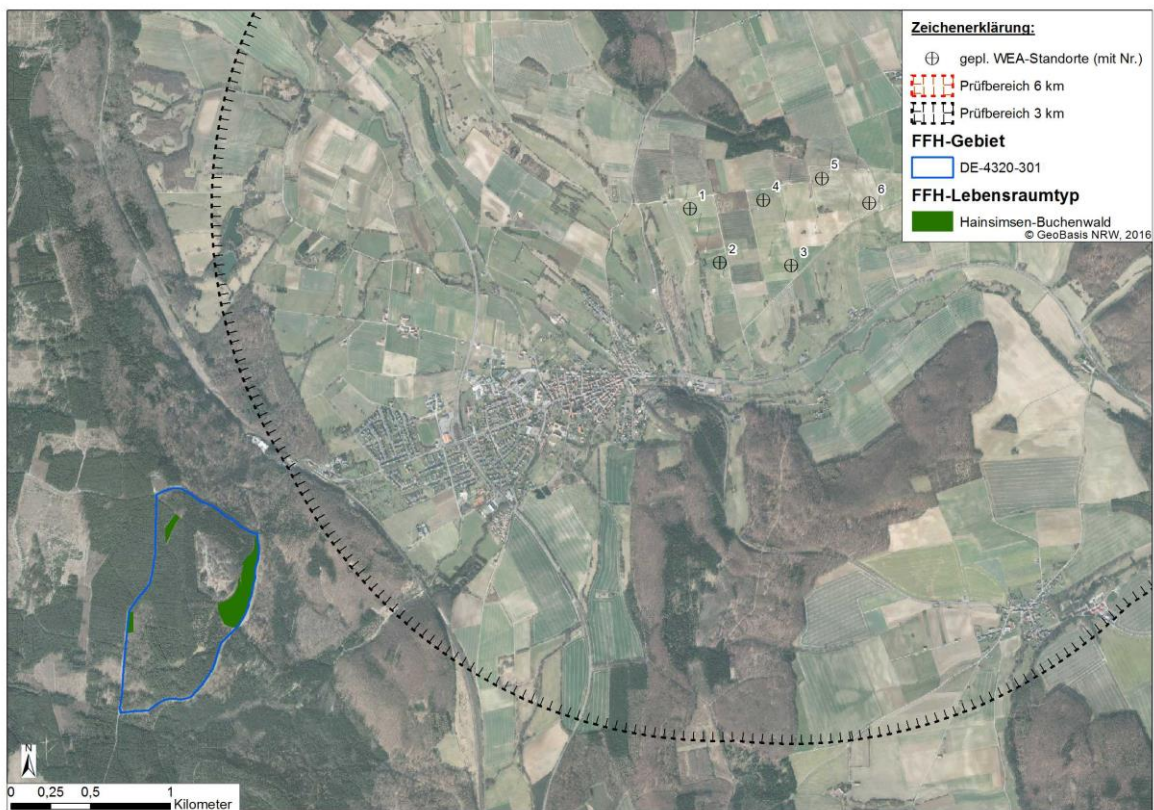 Zeichenerklärung:
gepl. WEA-Standorte (mit Nr.)
Prüfbereich 6 km
Prüfbereich 3 km
FFH-Gebiet
DE-4320-301
FFH-Lebensraumtyp
Hainsimsen-Buchenwald
© GeoBasis NRW, 2016
5
4
1
6
2
3
N
0 0,25 0,5 1
Kilometer